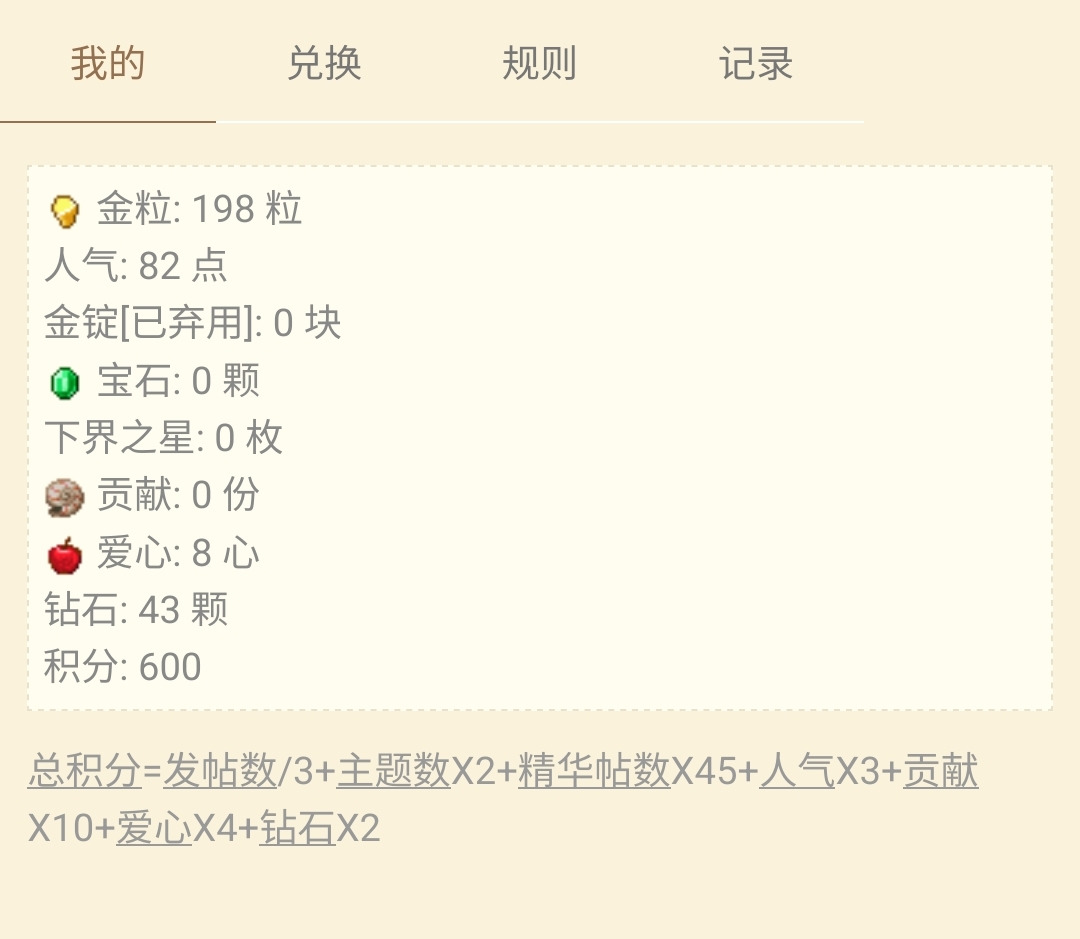 我的 兑换 规则 记录
金粒: 198 粒
人气: 82 点
金锭[已弃用]: 0 块
宝石: 0 颗
下界之星: 0 枚
贡献: 0 份
爱心: 8 心
钻石: 43 颗
积分: 600
总积分=发帖数/3+主题数X2+精华帖数X45+人气X3+贡献
X10+爱心X4+钻石X2